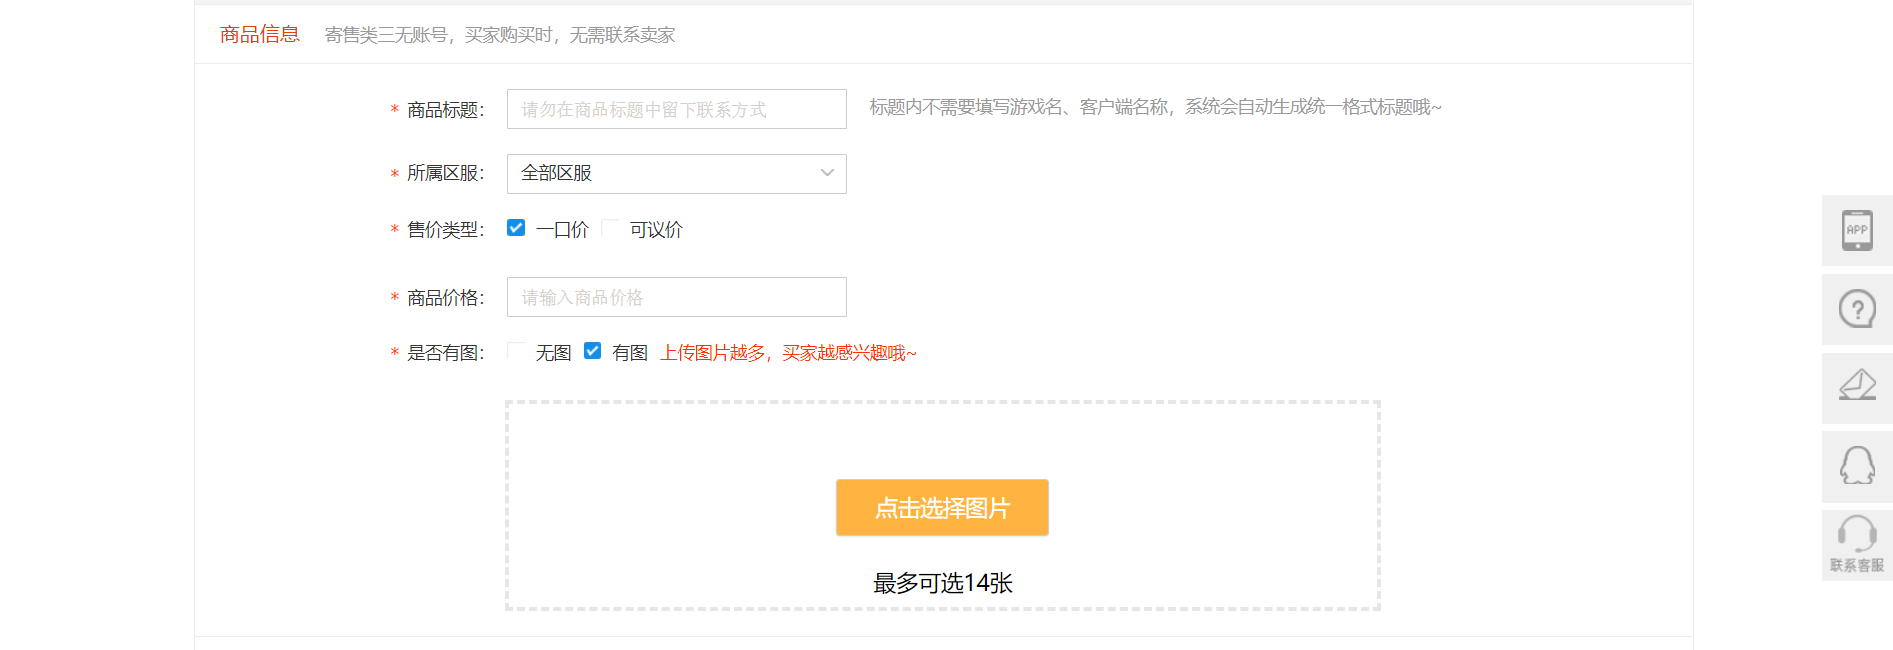 商品信息 寄售类三无账号，买家购买时，无需联系卖家
* 商品标题： 请勿在商品标题中留下联系方式 标题内不需要填写游戏名、客户端名称，系统会自动生成统一格式标题哦~
* 所属区服： 全部区服
* 售价类型： 一口价 可议价
* 商品价格： 请输入商品价格
* 是否有图： 无图 有图 上传图片越多，买家越感兴趣哦~
点击选择图片
最多可选14张
APP
?
联系客服